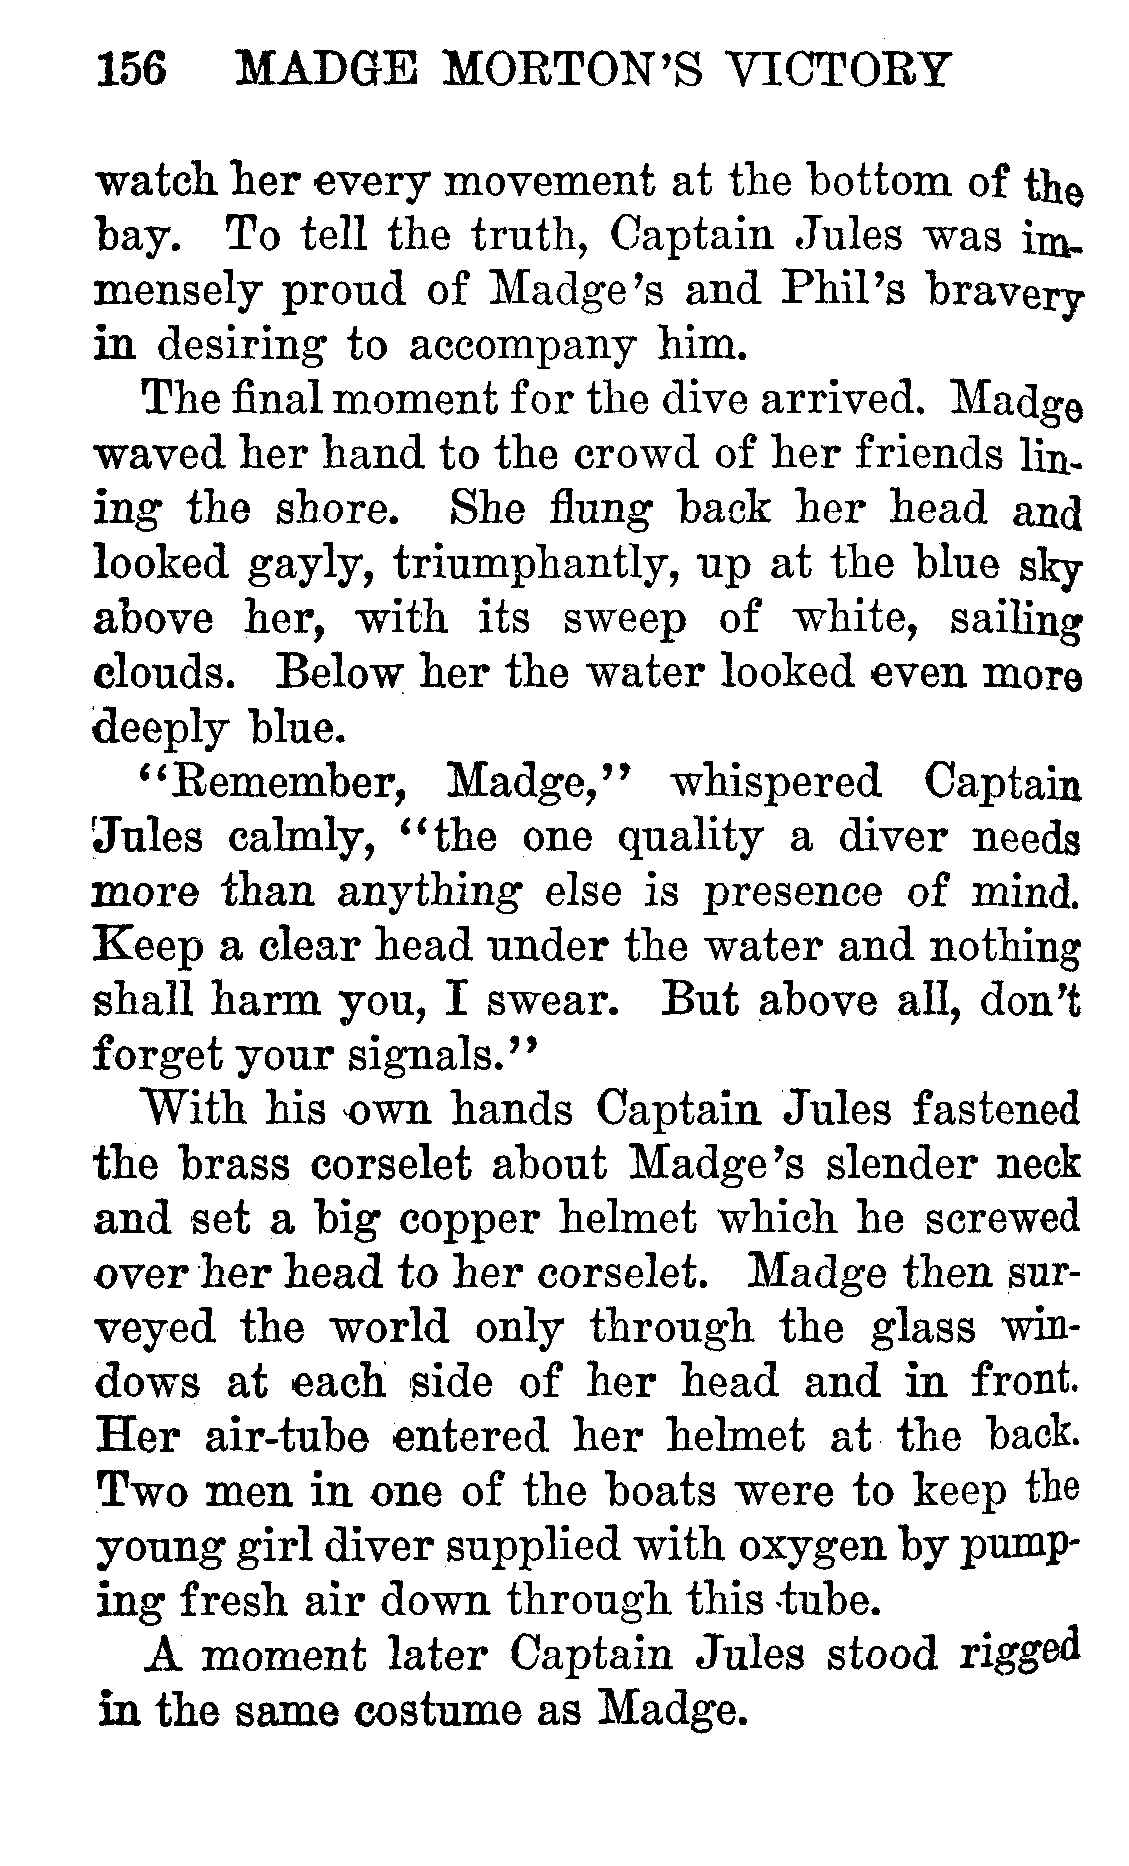 156 MADGE MORTON'S VICTORY
watch her every movement at the bottom of the
bay. To tell the truth, Captain Jules was im-
mensely proud of Madge's and Phil's bravery
in desiring to accompany him.
The final moment for the dive arrived. Madge
waved her hand to the crowd of her friends lin-
ing the shore. She flung back her head and
looked gayly, triumphantly, up at the blue sky
above her, with its sweep of white, sailing
clouds. Below her the water looked even more
deeply blue.
"Remember, Madge," whispered Captain
Jules calmly, "the one quality a diver needs
more than anything else is presence of mind.
Keep a clear head under the water and nothing
shall harm you, I swear. But above all, don't
forget your signals."
With his own hands Captain Jules fastened
the brass corselet about Madge's slender neck
and set a big copper helmet which he screwed
over her head to her corselet. Madge then sur-
veyed the world only through the glass win-
dows at each side of her head and in front.
Her air-tube entered her helmet at the back.
Two men in one of the boats were to keep the
young girl diver supplied with oxygen by pump-
ing fresh air down through this tube.
A moment later Captain Jules stood rigged
in the same costume as Madge.